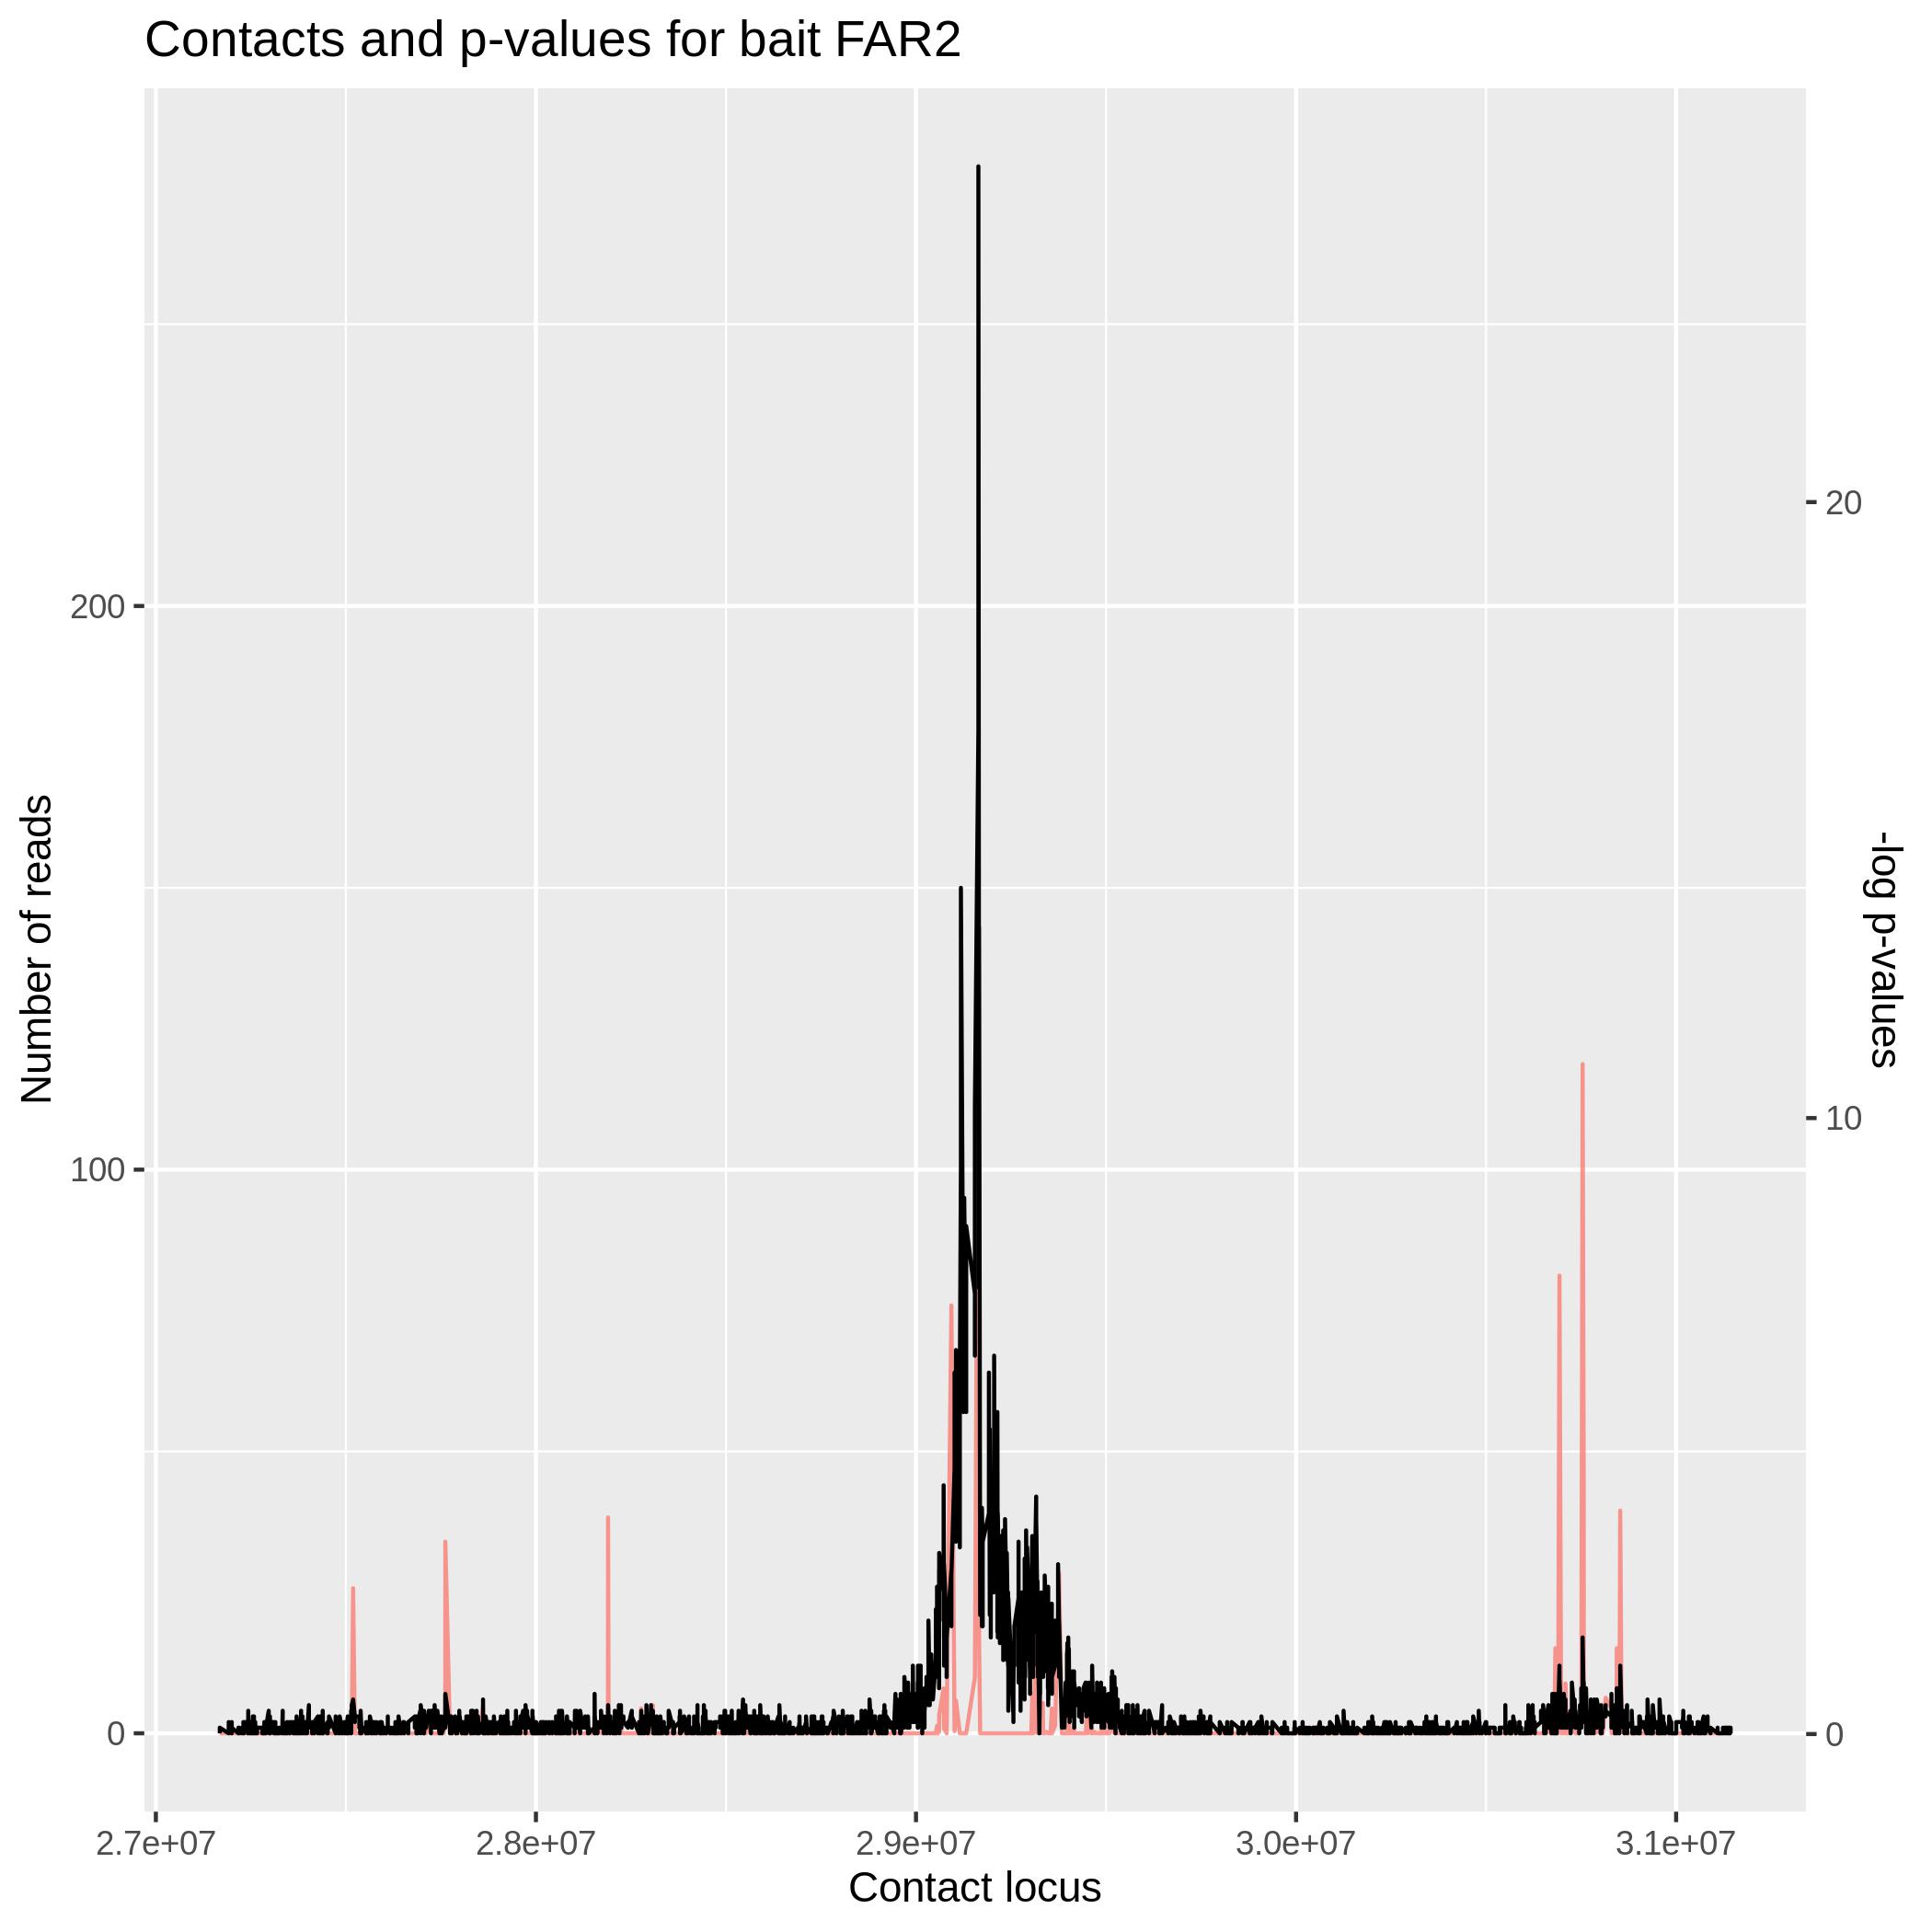 Contacts and p-values for bait FAR2
Number of reads
200
100
0
20
10
0
-log p-values
2.7e+07 2.8e+07 2.9e+07 3.0e+07 3.1e+07
Contact locus